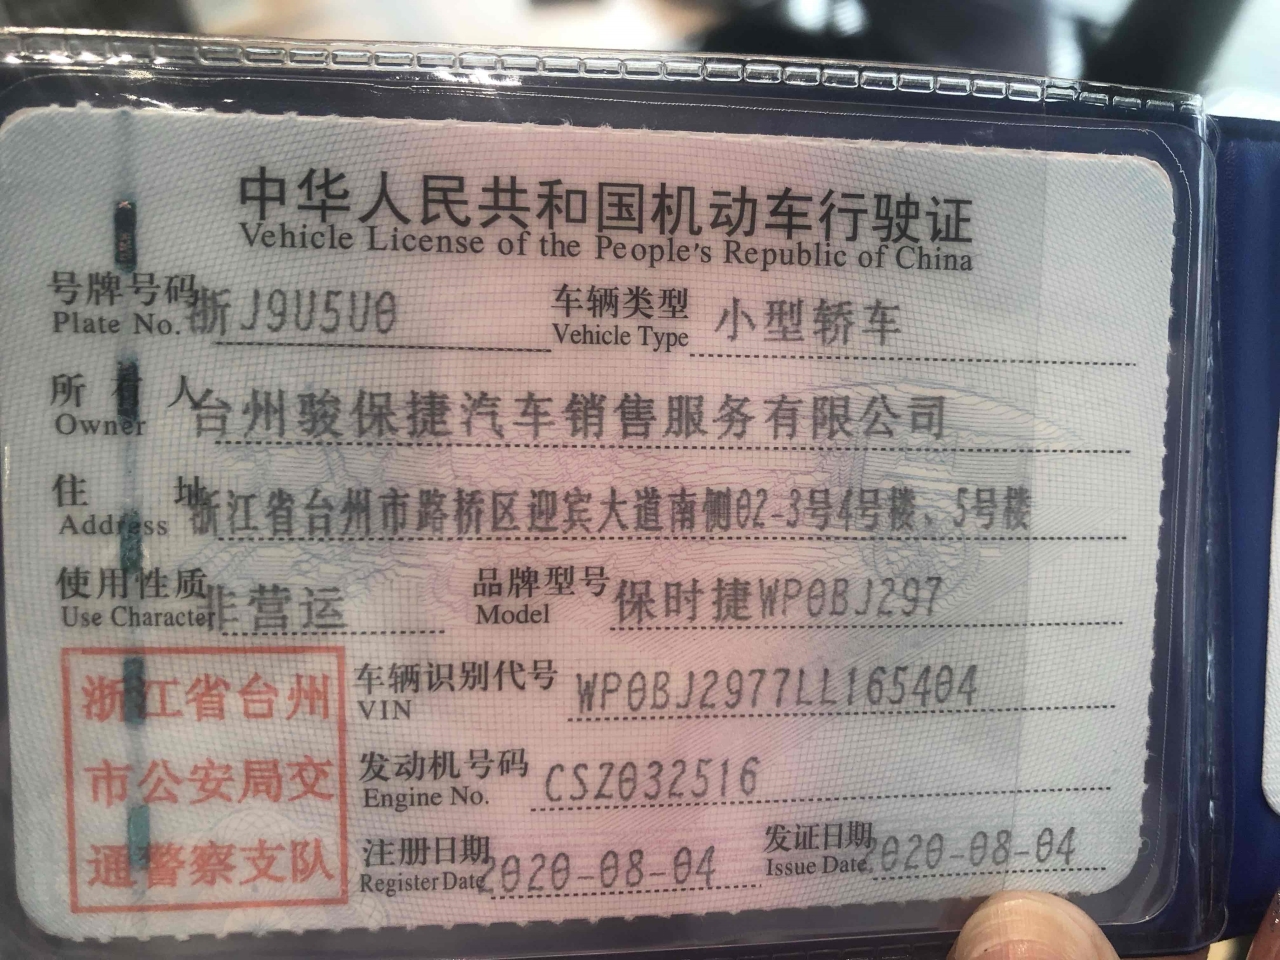 中华人民共和国机动车行驶证
Vehicle License of the People's Republic of China
号牌号码 浙J9U5U0 车辆类型 小型轿车
Plate No. Vehicle Type
所有人 台州骏保捷汽车销售服务有限公司
Owner
住址 浙江省台州市路桥区迎宾大道南侧02-3号4号楼、5号楼
Address
使用性质 非营运 品牌型号 保时捷WP0BJ297
Use Character Model
浙江省台州
市公安局交
通警察支队
车辆识别代号 WP0BJ2977LL165404
VIN
发动机号码 CSZ032516
Engine No.
注册日期 2020-08-04 发证日期 2020-08-04
Register Date Issue Date